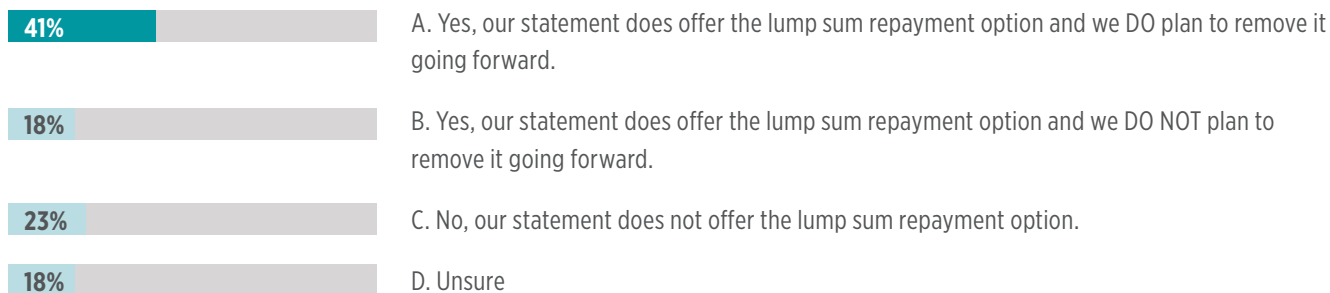 41%
A. Yes, our statement does offer the lump sum repayment option and we DO plan to remove it
going forward.
18%
B. Yes, our statement does offer the lump sum repayment option and we DO NOT plan to
remove it going forward.
23%
C. No, our statement does not offer the lump sum repayment option.
18%
D. Unsure